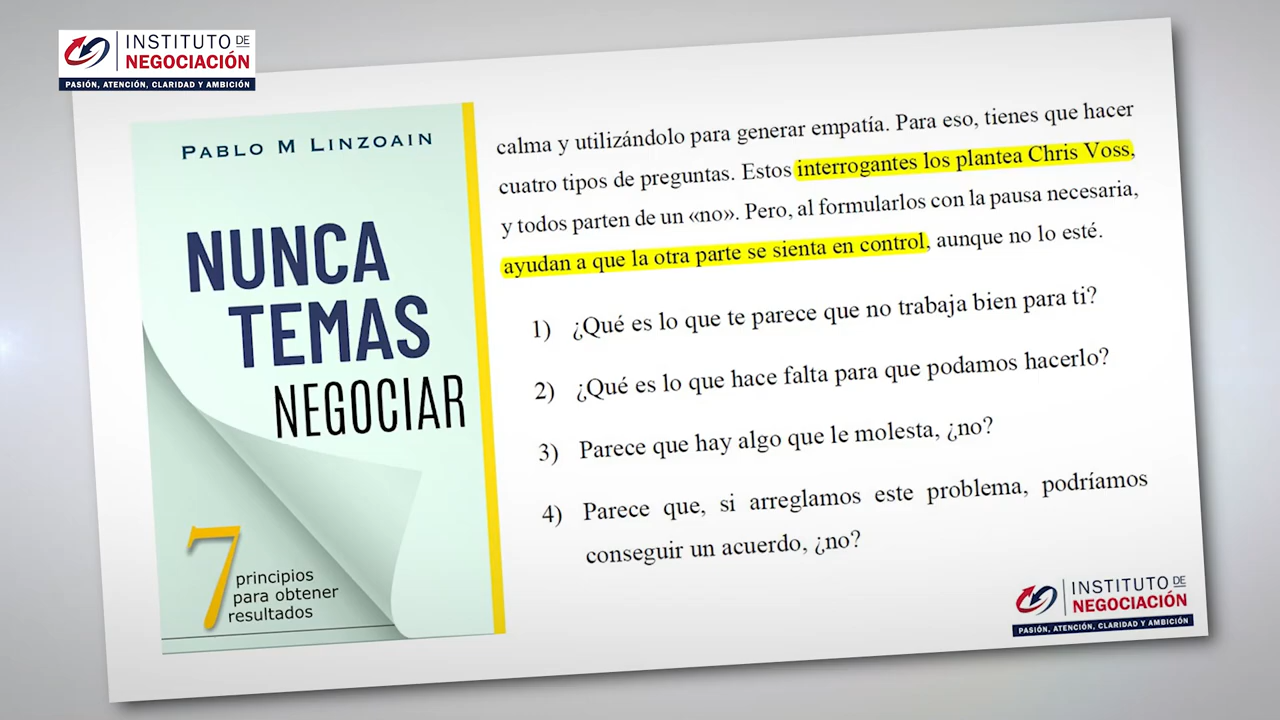 INSTITUTO DE
NEGOCIACIÓN
PASIÓN, ATENCIÓN, CLARIDAD Y AMBICIÓN
PABLO M LINZOAIN
NUNCA
TEMAS
NEGOCIAR
7 principios
para obtener
resultados
calma y utilizándolo para generar empatía. Para eso, tienes que hacer
cuatro tipos de preguntas. Estos interrogantes los plantea Chris Voss,
y todos parten de un «no». Pero, al formularlos con la pausa necesaria,
ayudan a que la otra parte se sienta en control, aunque no lo esté.
1) ¿Qué es lo que te parece que no trabaja bien para ti?
2) ¿Qué es lo que hace falta para que podamos hacerlo?
3) Parece que hay algo que le molesta, ¿no?
4) Parece que, si arreglamos este problema, podríamos
conseguir un acuerdo, ¿no?
INSTITUTO DE
NEGOCIACIÓN
PASIÓN, ATENCIÓN, CLARIDAD Y AMBICIÓN